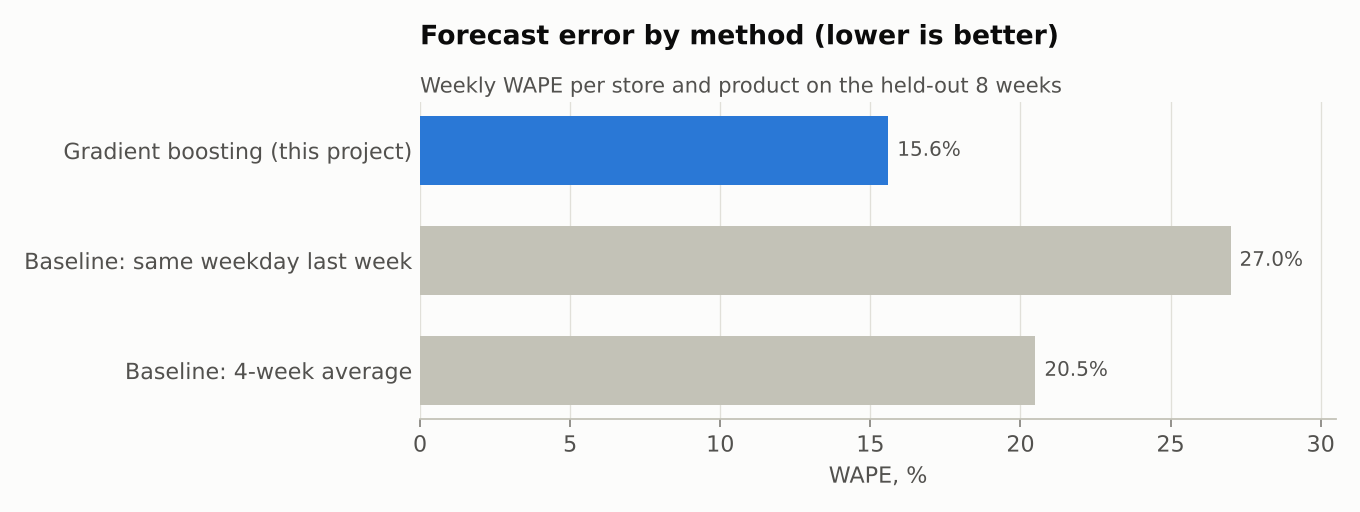 Forecast error by method (lower is better)
Weekly WAPE per store and product on the held-out 8 weeks
Gradient boosting (this project)
15.6%
Baseline: same weekday last week
27.0%
Baseline: 4-week average
20.5%
0 5 10 15 20 25 30
WAPE, %